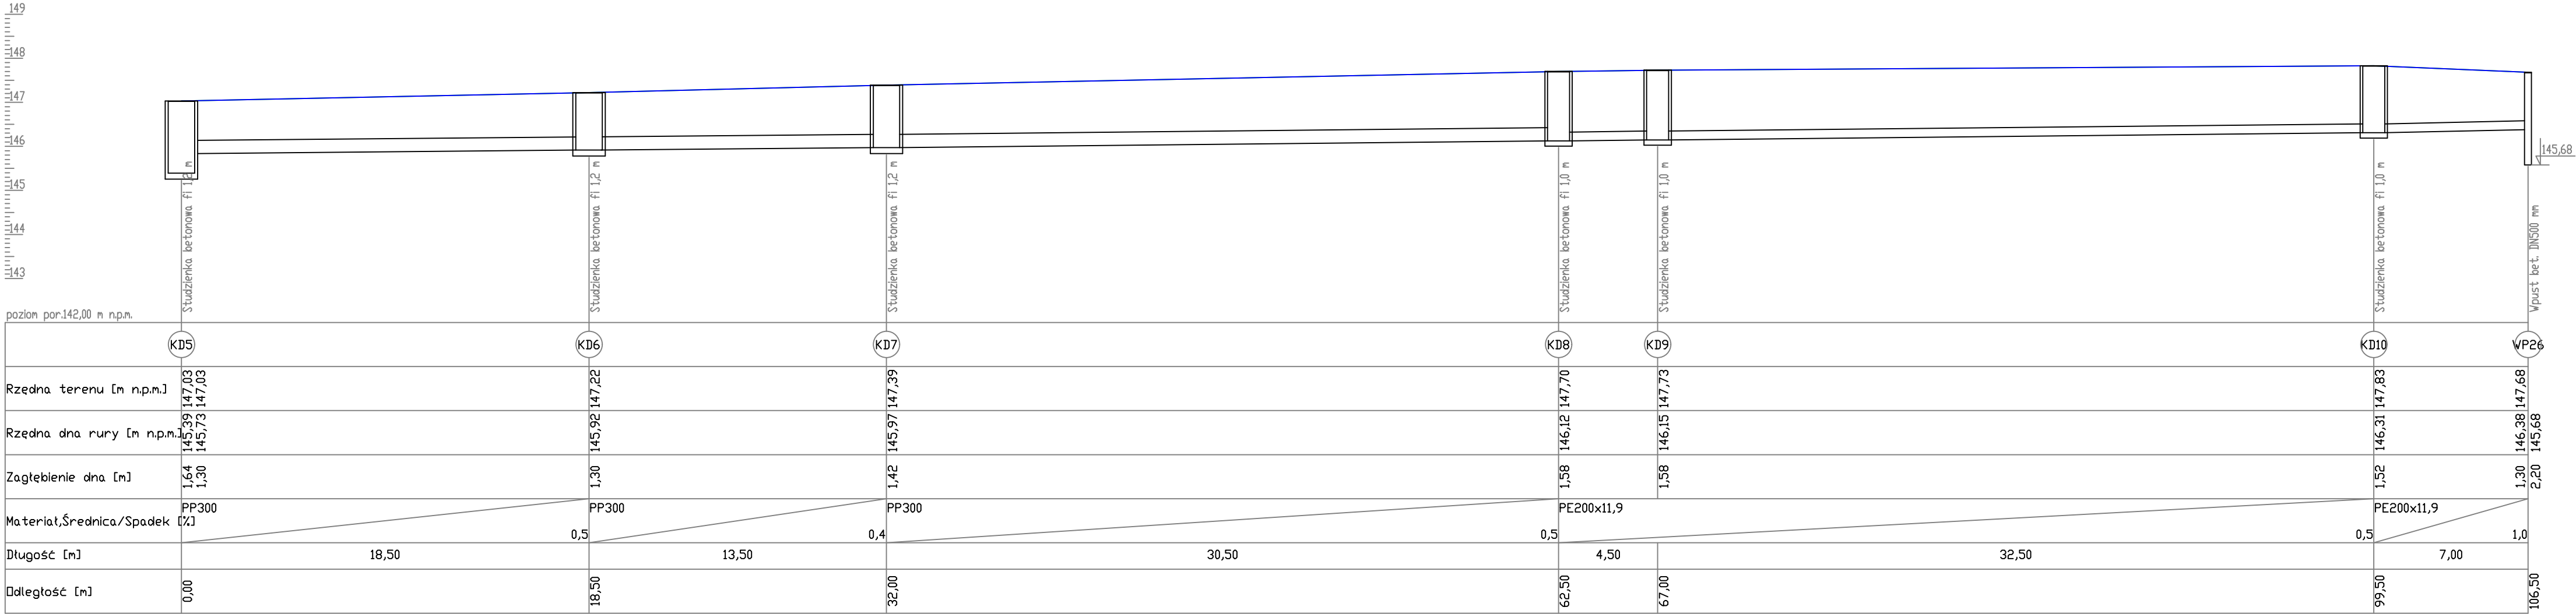 149
148
147
146
145
144
143
145,68
Studzienka betonowa fi 1,2 m
Studzienka betonowa fi 1,2 m
Studzienka betonowa fi 1,2 m
Studzienka betonowa fi 1,0 m
Studzienka betonowa fi 1,0 m
Studzienka betonowa fi 1,0 m
Wpust bet. DN500 mm
poziom por.142,00 m n.p.m.
KD5 KD6 KD7 KD8 KD9 KD10 WP26
Rzędna terenu [m n.p.m.] 147,03 147,03 147,22 147,39 147,70 147,73 147,83 147,68
Rzędna dna rury [m n.p.m.] 145,39 145,73 145,92 145,97 146,12 146,15 146,31 146,38 145,68
Zagłębienie dna [m] 1,64 1,30 1,30 1,42 1,58 1,58 1,52 1,30 2,20
PP300 PP300 PP300 PE200x11,9 PE200x11,9
Materiał,Średnica/Spadek [%]
0,5 0,4 0,5 0,5 1,0
Długość [m] 18,50 13,50 30,50 4,50 32,50 7,00
Odległość [m] 0,00 18,50 32,00 62,50 67,00 99,50 106,50